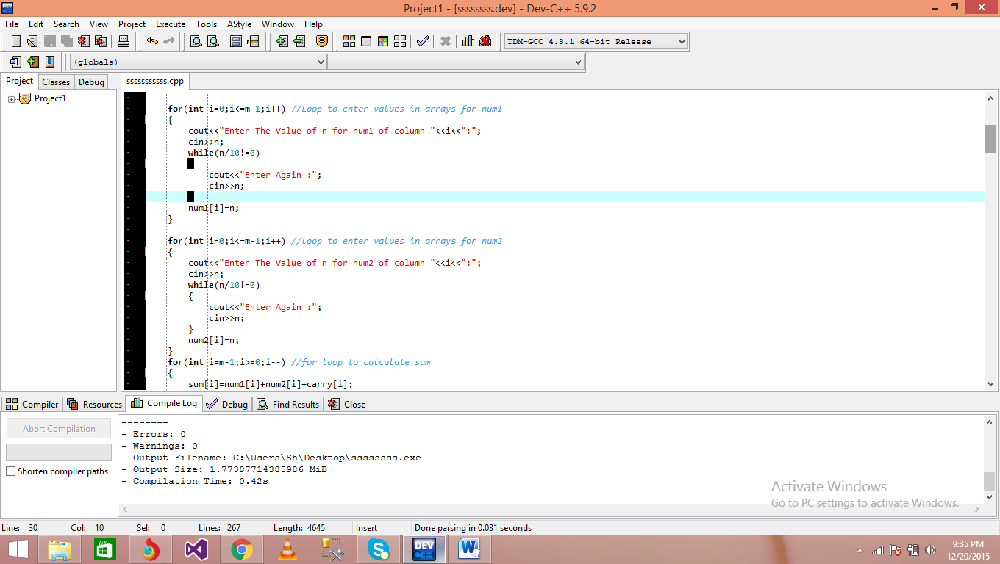 Project1 - [ssssssss.dev] - Dev-C++ 5.9.2
File Edit Search View Project Execute Tools AStyle Window Help
TDM-GCC 4.8.1 64-bit Release
(globals)
Project Classes Debug
sssssssssss.cpp
Project1
for(int i=0;i<=m-1;i++) //Loop to enter values in arrays for num1
{
cout<<"Enter The Value of n for num1 of column "<<i<<":";
cin>>n;
while(n/10!=0)
cout<<"Enter Again :";
cin>>n;
num1[i]=n;
}
for(int i=0;i<=m-1;i++) //loop to enter values in arrays for num2
{
cout<<"Enter The Value of n for num2 of column "<<i<<":";
cin>>n;
while(n/10!=0)
{
cout<<"Enter Again :";
cin>>n;
}
num2[i]=n;
}
for(int i=m-1;i>=0;i--) //for loop to calculate sum
{
sum[i]=num1[i]+num2[i]+carry[i];
Compiler Resources Compile Log Debug Find Results Close
Abort Compilation
Shorten compiler paths
--------
- Errors: 0
- Warnings: 0
- Output Filename: C:\Users\Sh\Desktop\ssssssss.exe
- Output Size: 1.77387714385986 MiB
- Compilation Time: 0.42s
Activate Windows
Go to PC settings to activate Windows.
Line: 30 Col: 10 Sel: 0 Lines: 267 Length: 4645 Insert Done parsing in 0.031 seconds
DEV C++
9:35 PM
12/20/2015